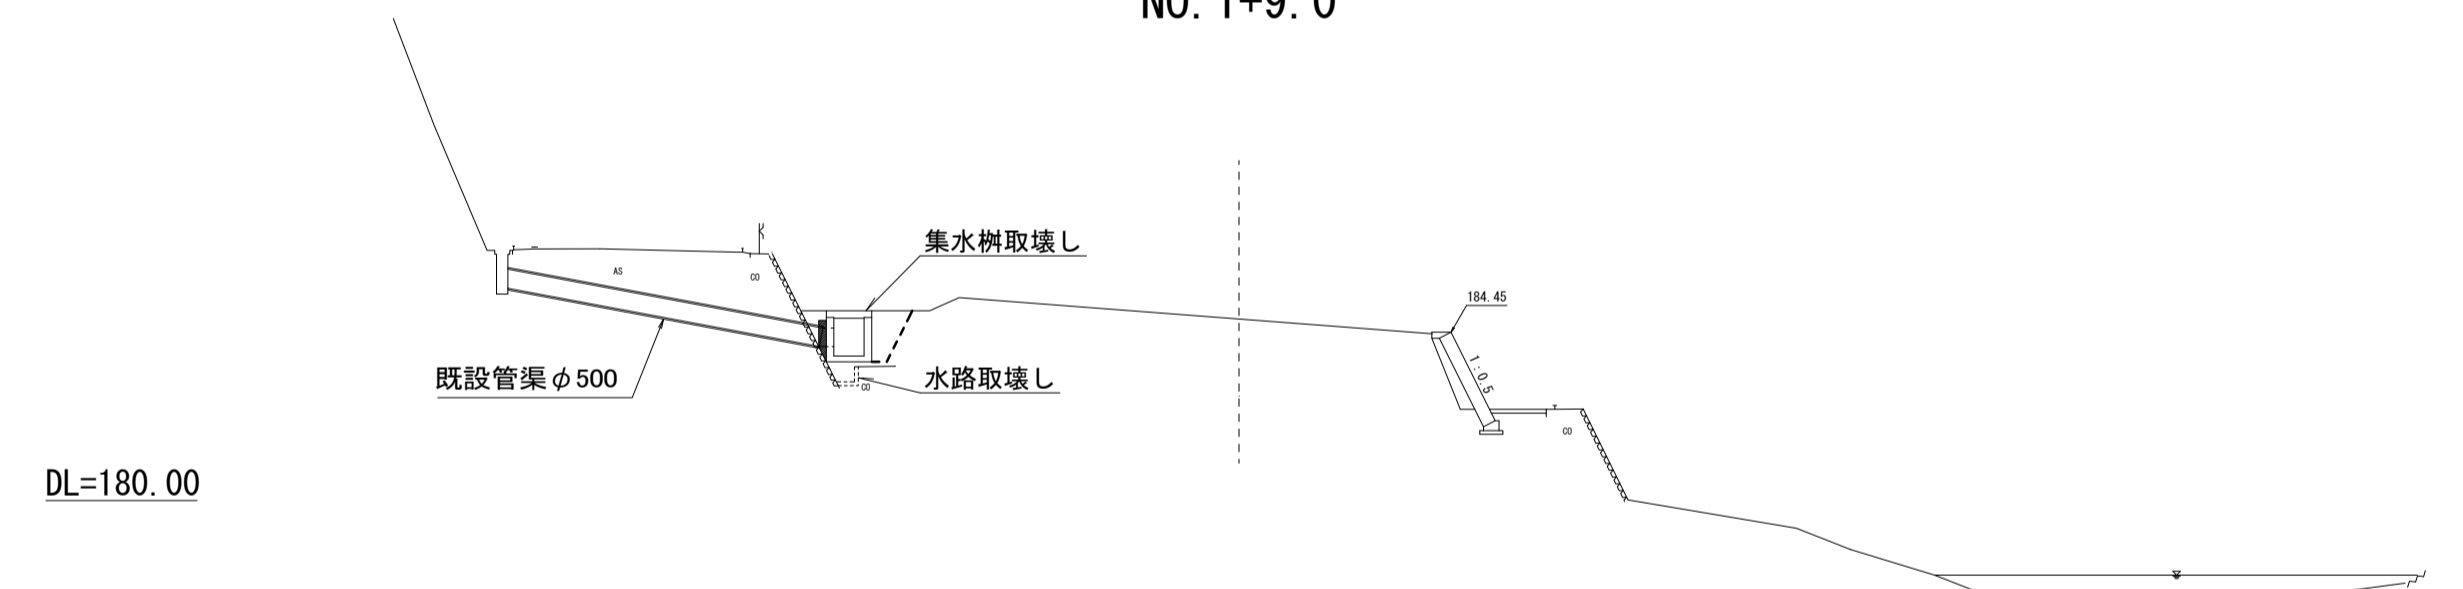 NO. 1+9. 0
集水桝取壊し
AS
CO
184. 45
1:0.5
既設管渠φ500
水路取壊し
CO
CO
DL=180. 00